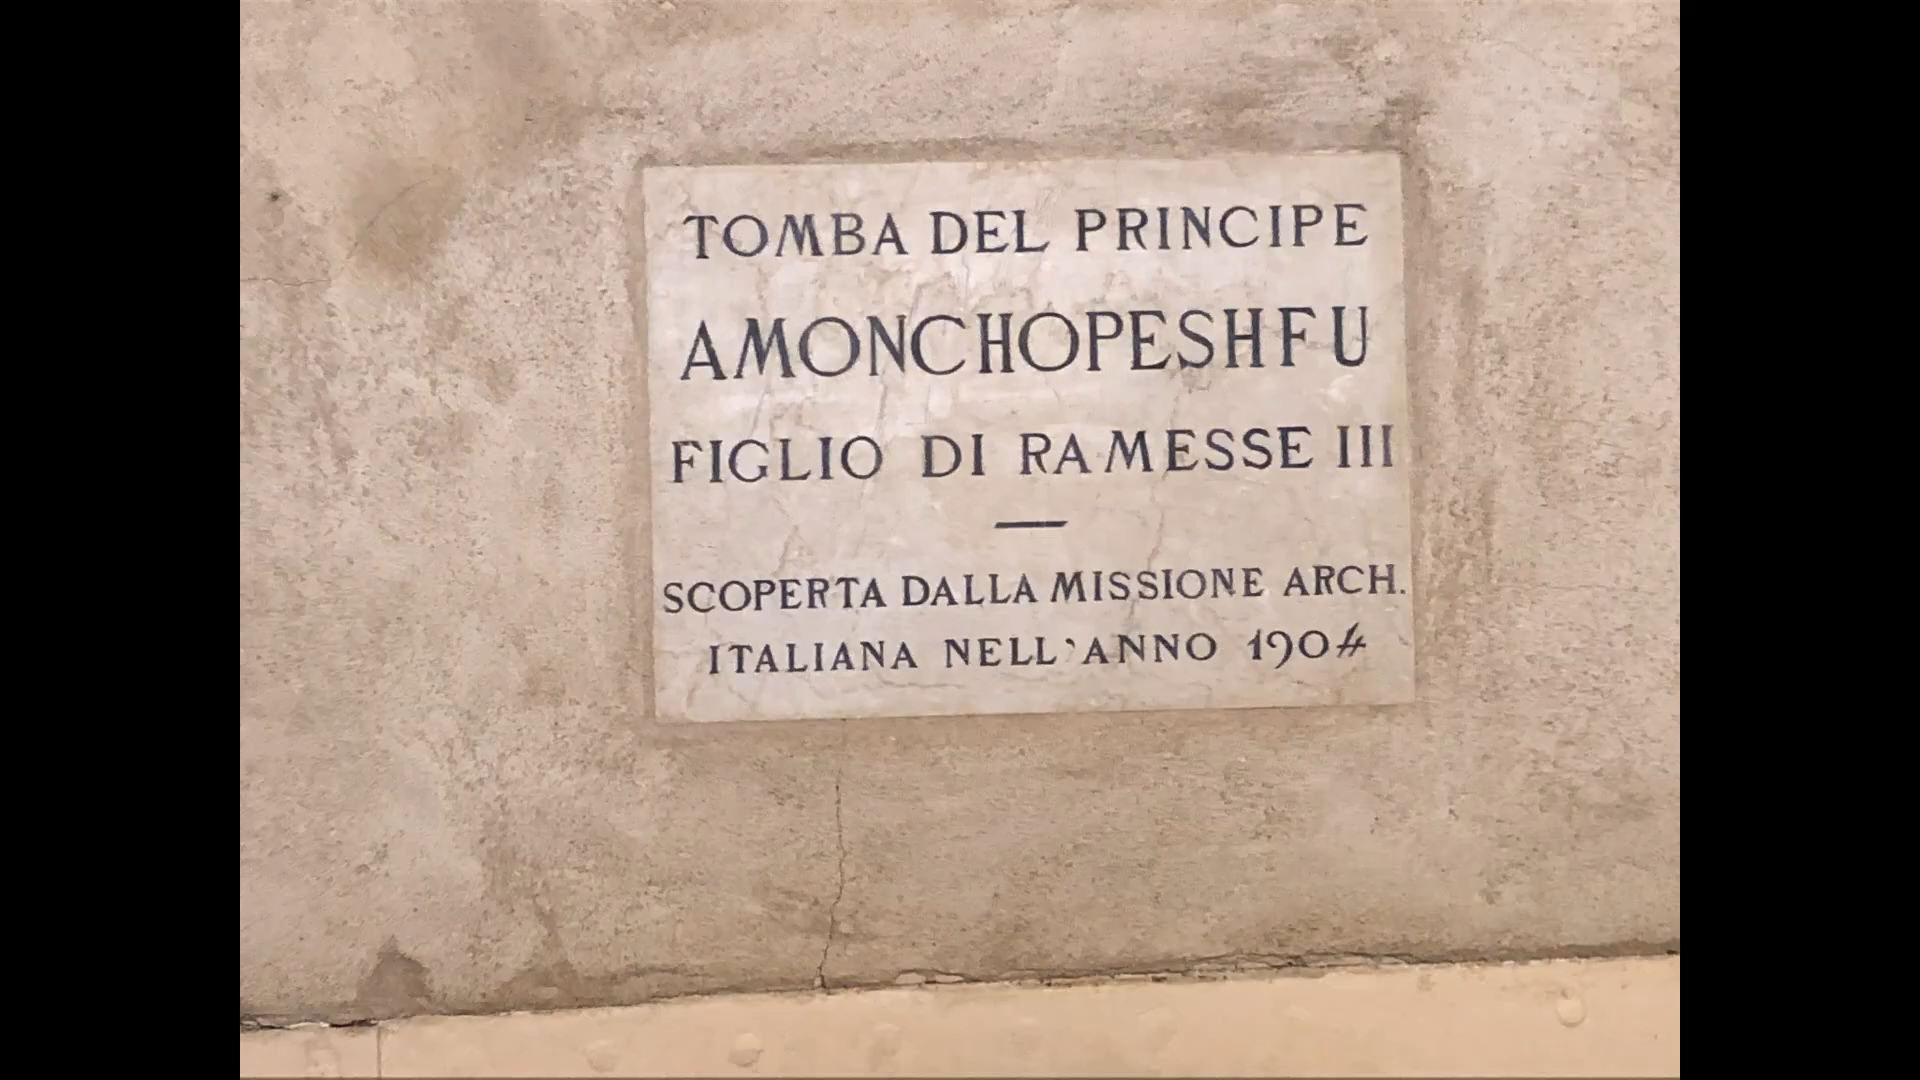 TOMBA DEL PRINCIPE
AMONCHOPESHFU
FIGLIO DI RAMESSE III
SCOPERTA DALLA MISSIONE ARCH.
ITALIANA NELL'ANNO 1904